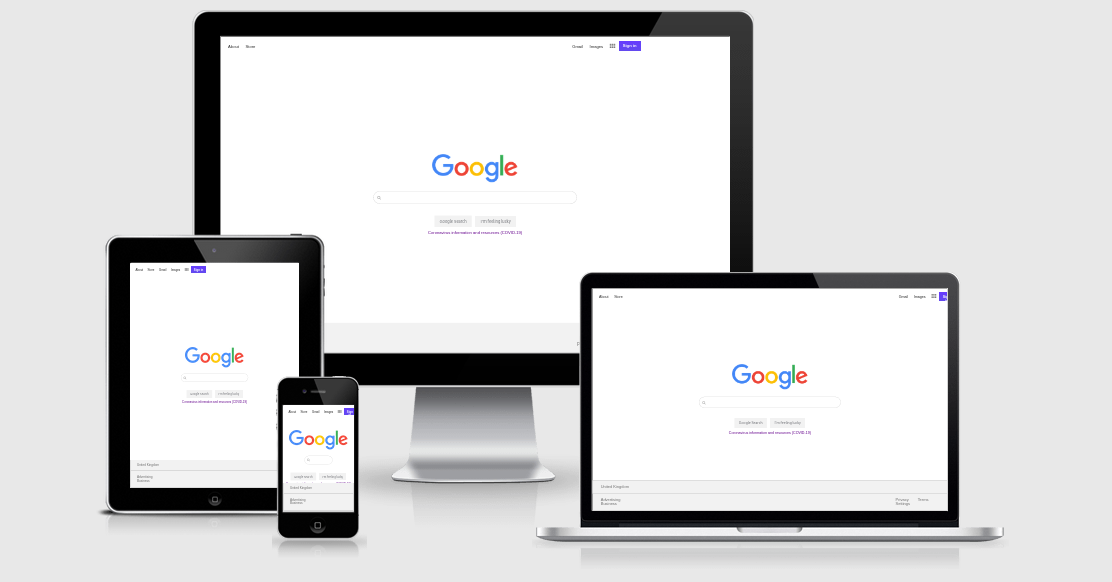 About Store Gmail Images Sign in
Google
Google search I'm feeling lucky
Coronavirus information and resources (COVID-19)
About Store Gmail Images Sign in
Google
google search I'm feeling lucky
Coronavirus information and resources (COVID-19)
United Kingdom
Advertising
Business
About Store Gmail Images Sign
Google
google search I'm feeling lucky
United Kingdom
Advertising
Business
About Store Gmail Images
Google
Google Search I'm feeling lucky
Coronavirus information and resources (COVID-19)
United Kingdom
Advertising Privacy Terms
Business Settings